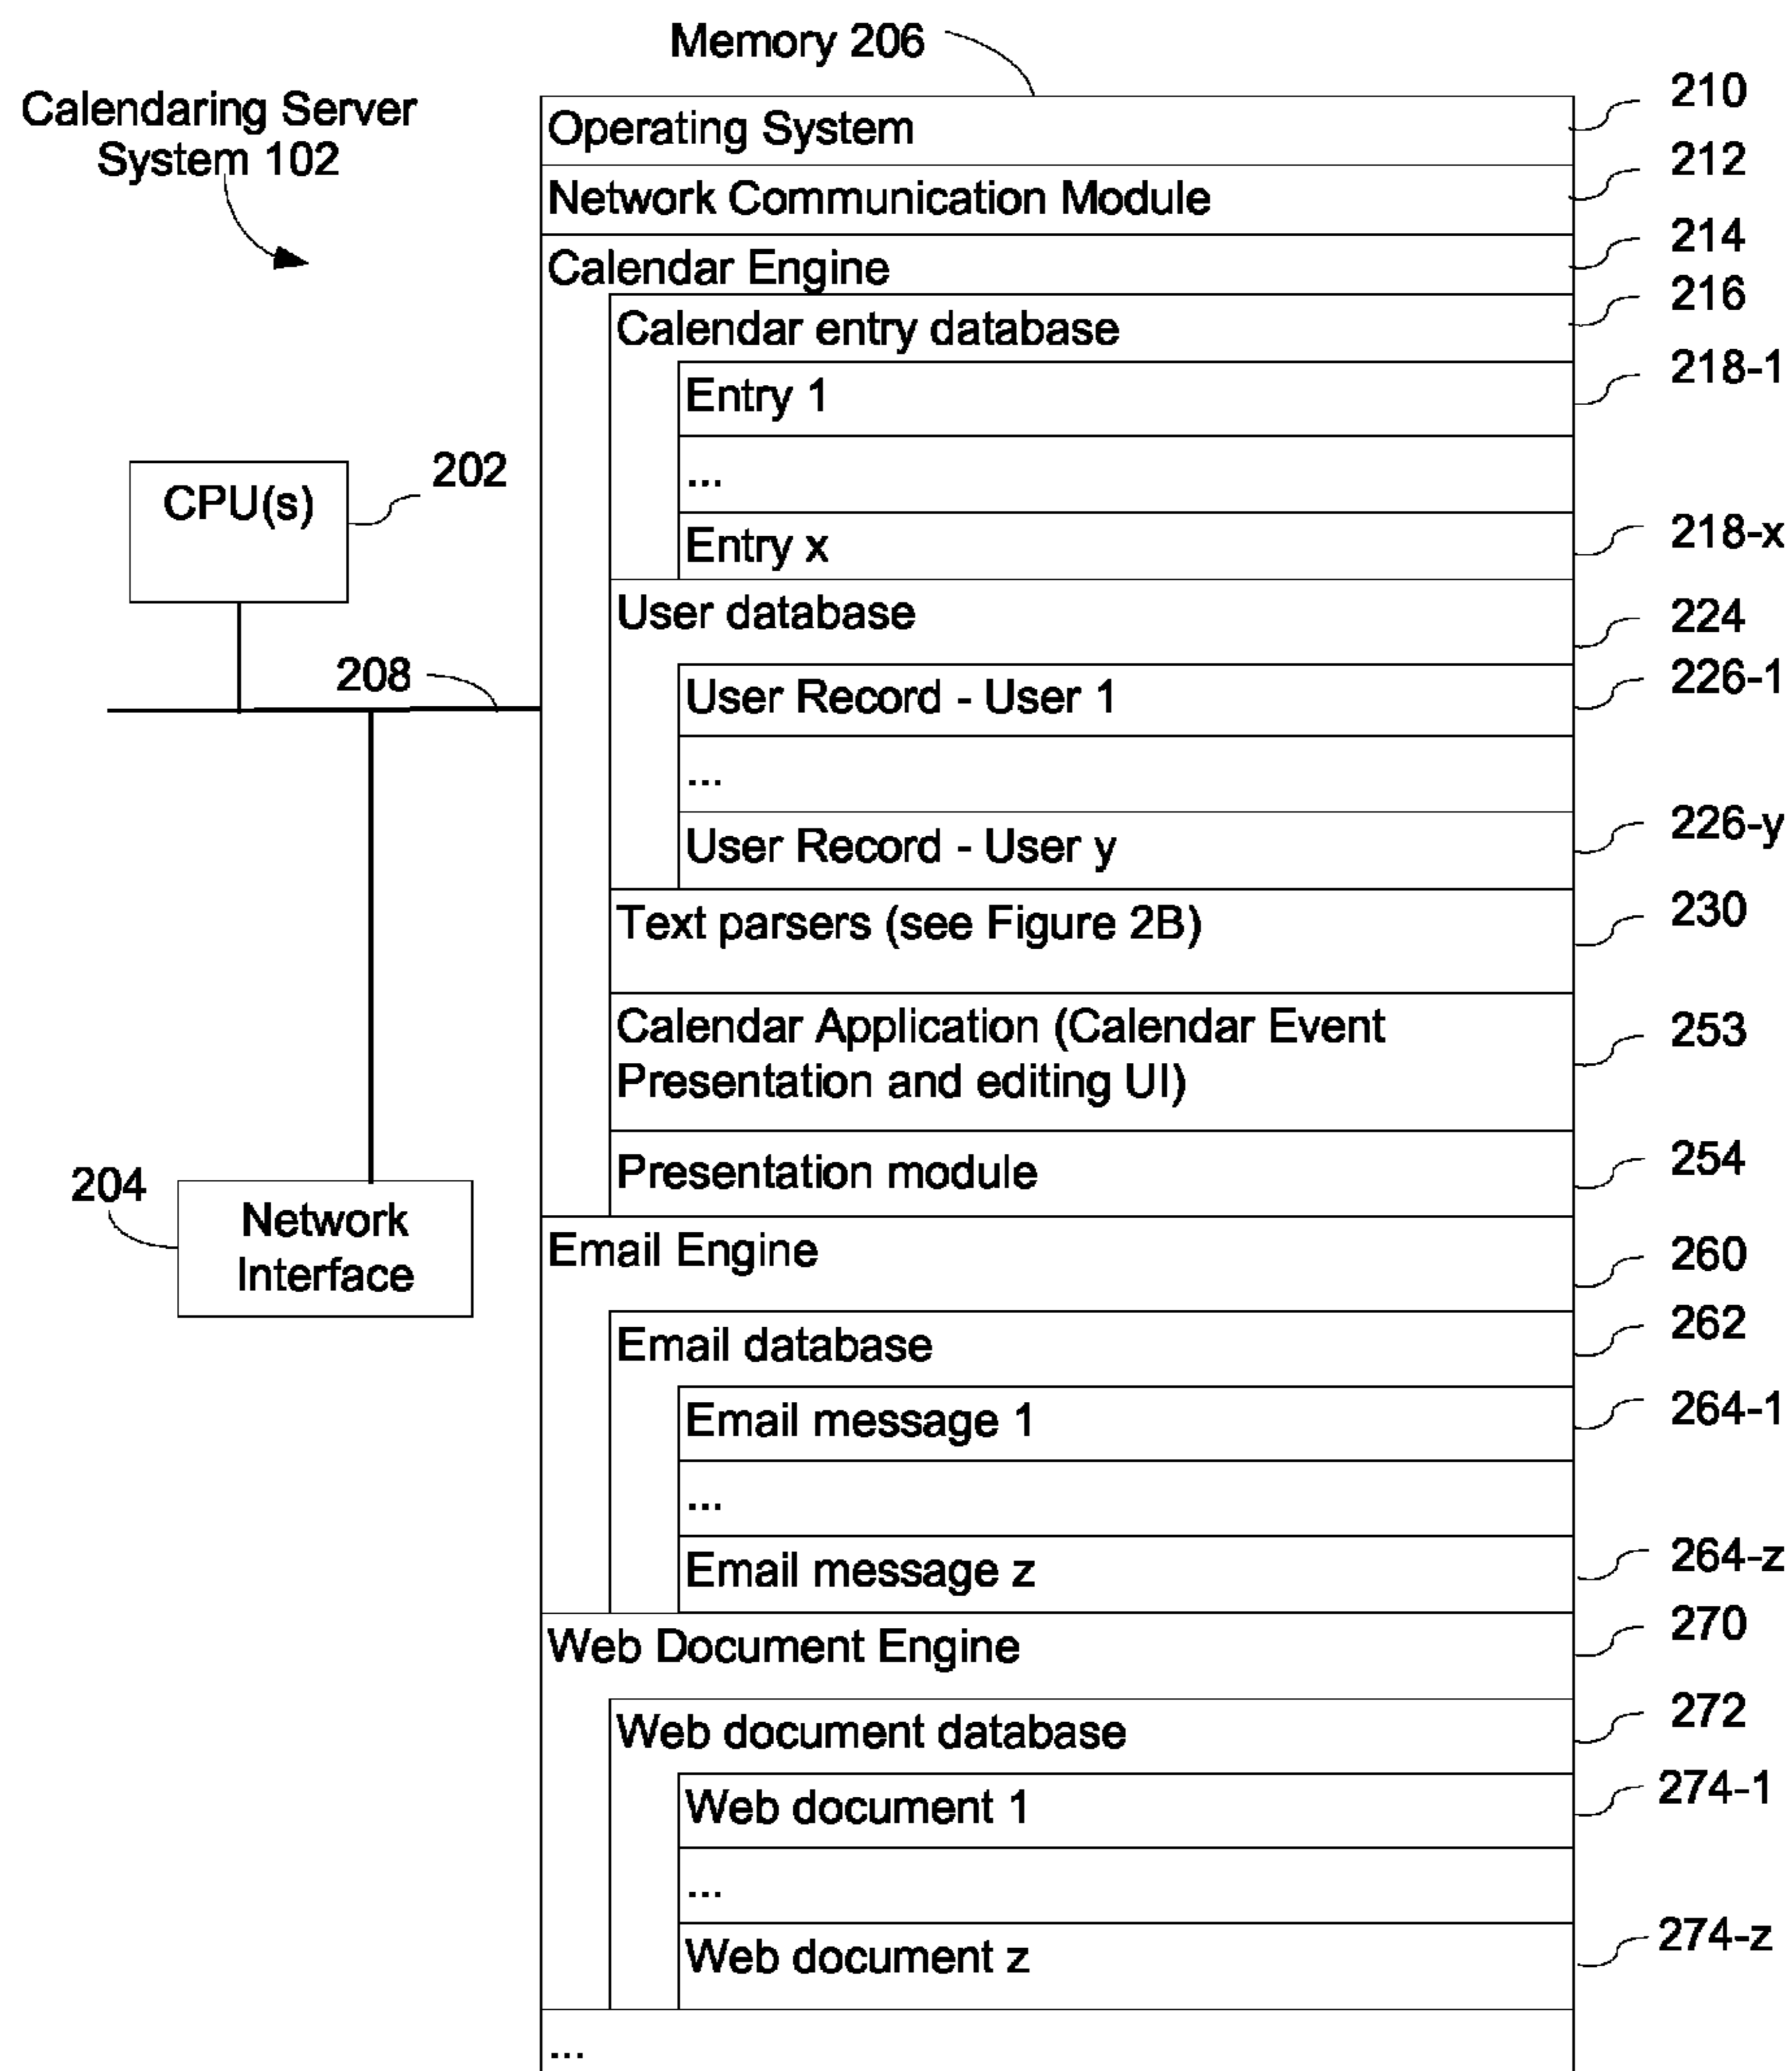 Memory 206
Calendaring Server
System 102
Operating System
210
Network Communication Module
212
Calendar Engine
214
Calendar entry database
216
Entry 1
218-1
...
Entry x
218-x
CPU(s)
202
User database
224
208
User Record - User 1
226-1
...
User Record - User y
226-y
Text parsers (see Figure 2B)
230
Calendar Application (Calendar Event
Presentation and editing UI)
253
Presentation module
254
204
Network
Interface
Email Engine
260
Email database
262
Email message 1
264-1
...
Email message z
264-z
Web Document Engine
270
Web document database
272
Web document 1
274-1
...
Web document z
274-z
...